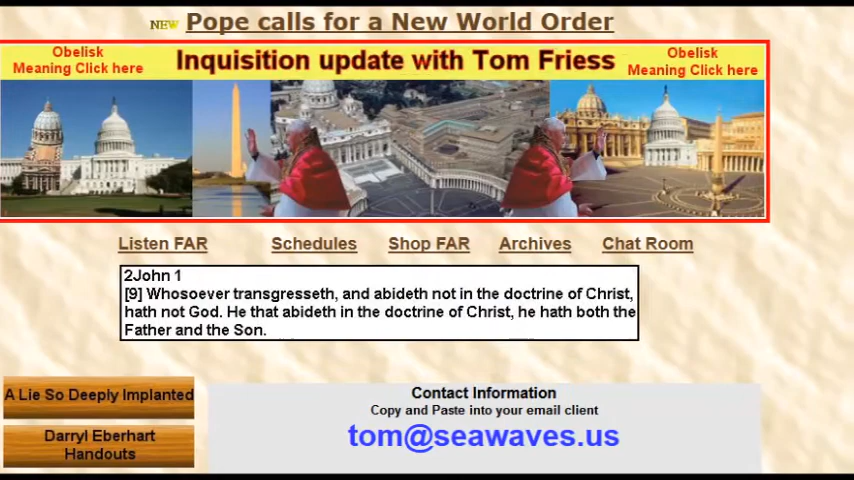 NEW Pope calls for a New World Order
Obelisk
Meaning Click here
Inquisition update with Tom Friess
Obelisk
Meaning Click here
Listen FAR Schedules Shop FAR Archives Chat Room
2John 1
[9] Whosoever transgresseth, and abideth not in the doctrine of Christ,
hath not God. He that abideth in the doctrine of Christ, he hath both the
Father and the Son.
A Lie So Deeply Implanted
Darryl Eberhart
Handouts
Contact Information
Copy and Paste into your email client
tom@seawaves.us